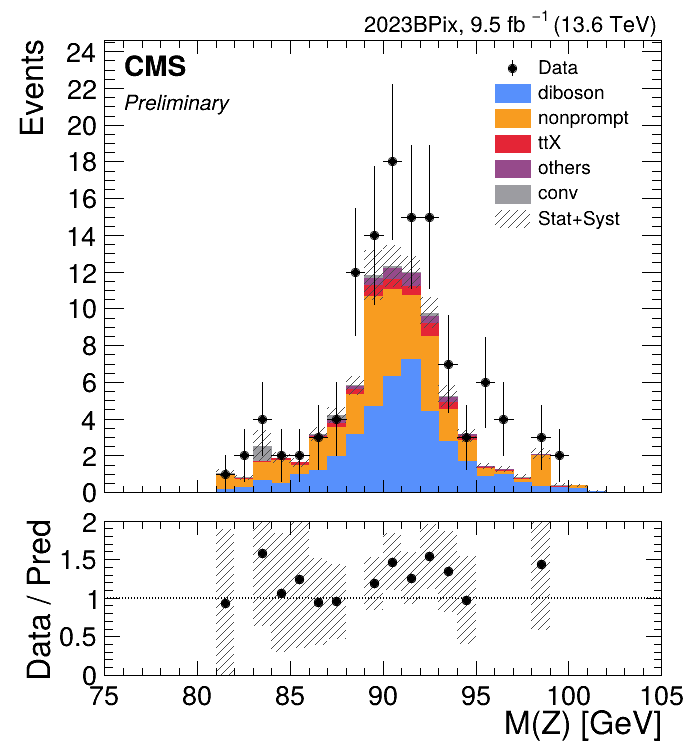 2023BPix, 9.5 fb⁻¹ (13.6 TeV)
Events
CMS
Preliminary
Data
diboson
nonprompt
ttX
others
conv
Stat+Syst
24
22
20
18
16
14
12
10
8
6
4
2
0
Data / Pred
2
1.5
1
0.5
0
75 80 85 90 95 100 105
M(Z) [GeV]